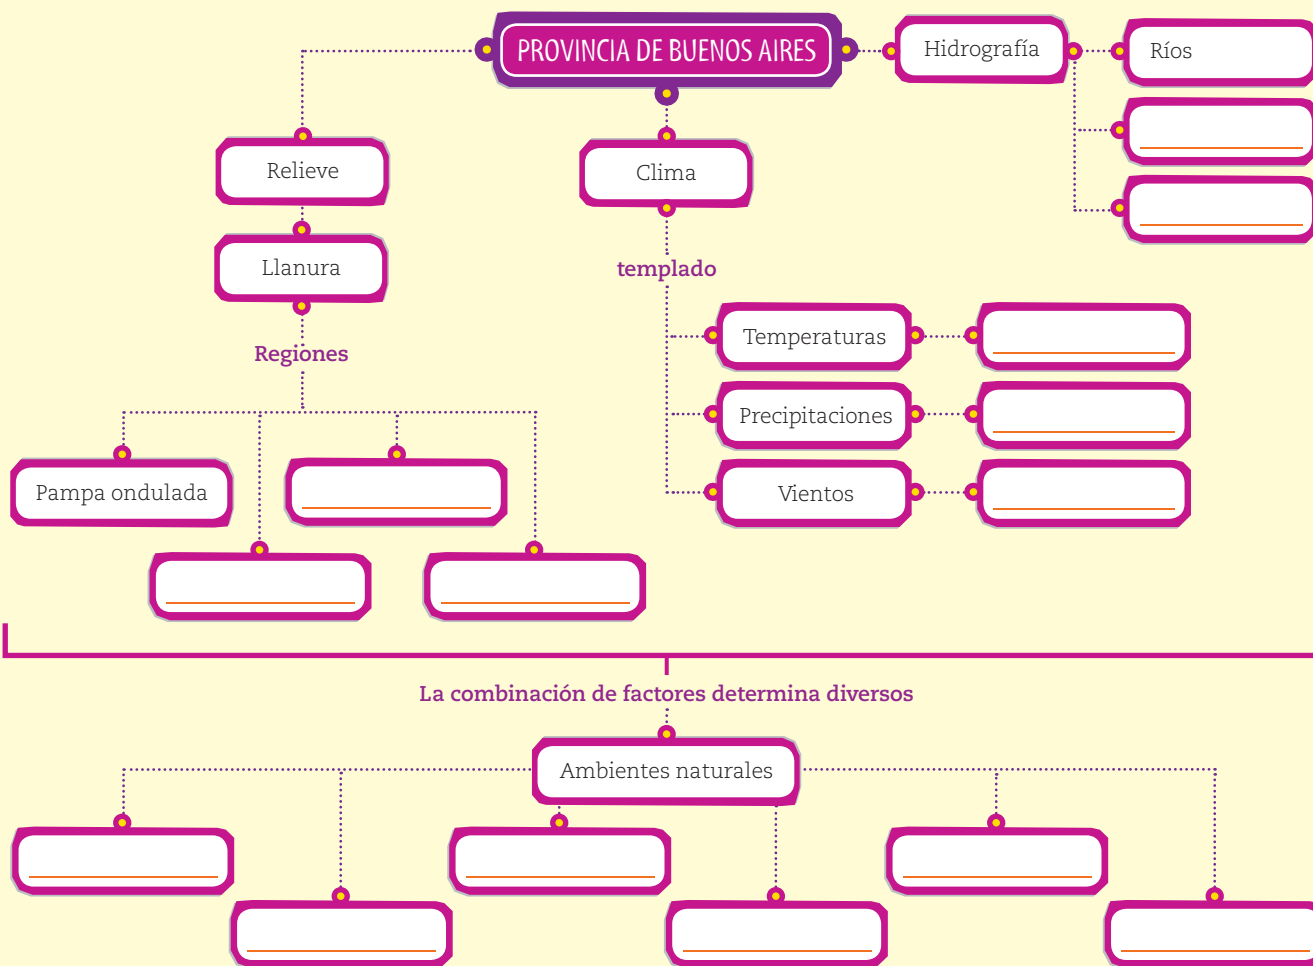 PROVINCIA DE BUENOS AIRES
Hidrografía
Ríos
Relieve
Clima
Llanura
templado
Temperaturas
Regiones
Precipitaciones
Pampa ondulada
Vientos
La combinación de factores determina diversos
Ambientes naturales